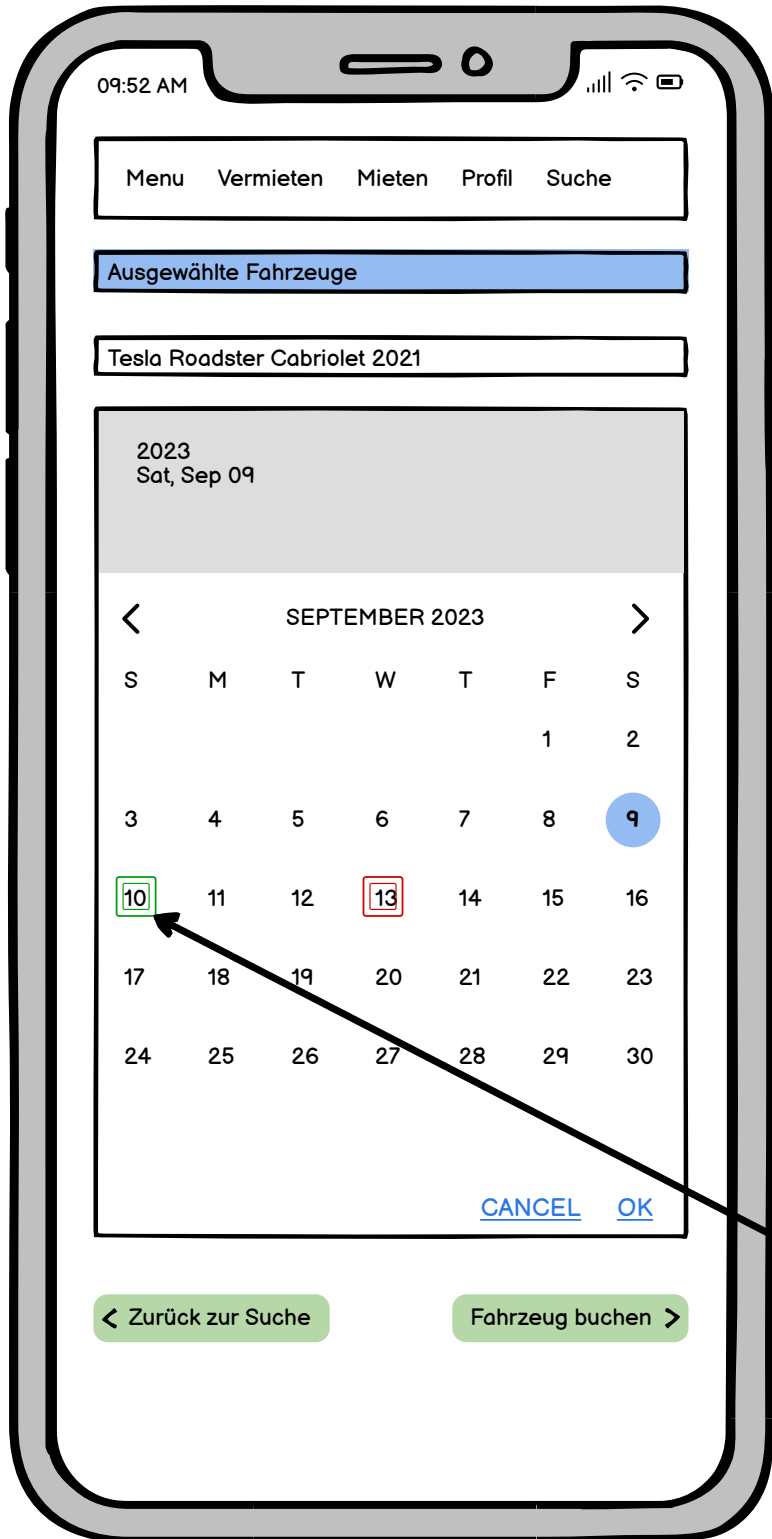 09:52 AM
Menu Vermieten Mieten Profil Suche
Ausgewählte Fahrzeuge
Tesla Roadster Cabriolet 2021
2023
Sat, Sep 09
SEPTEMBER 2023
S M T W T F S
1 2
3 4 5 6 7 8 9
10 11 12 13 14 15 16
17 18 19 20 21 22 23
24 25 26 27 28 29 30
CANCEL OK
Zurück zur Suche Fahrzeug buchen